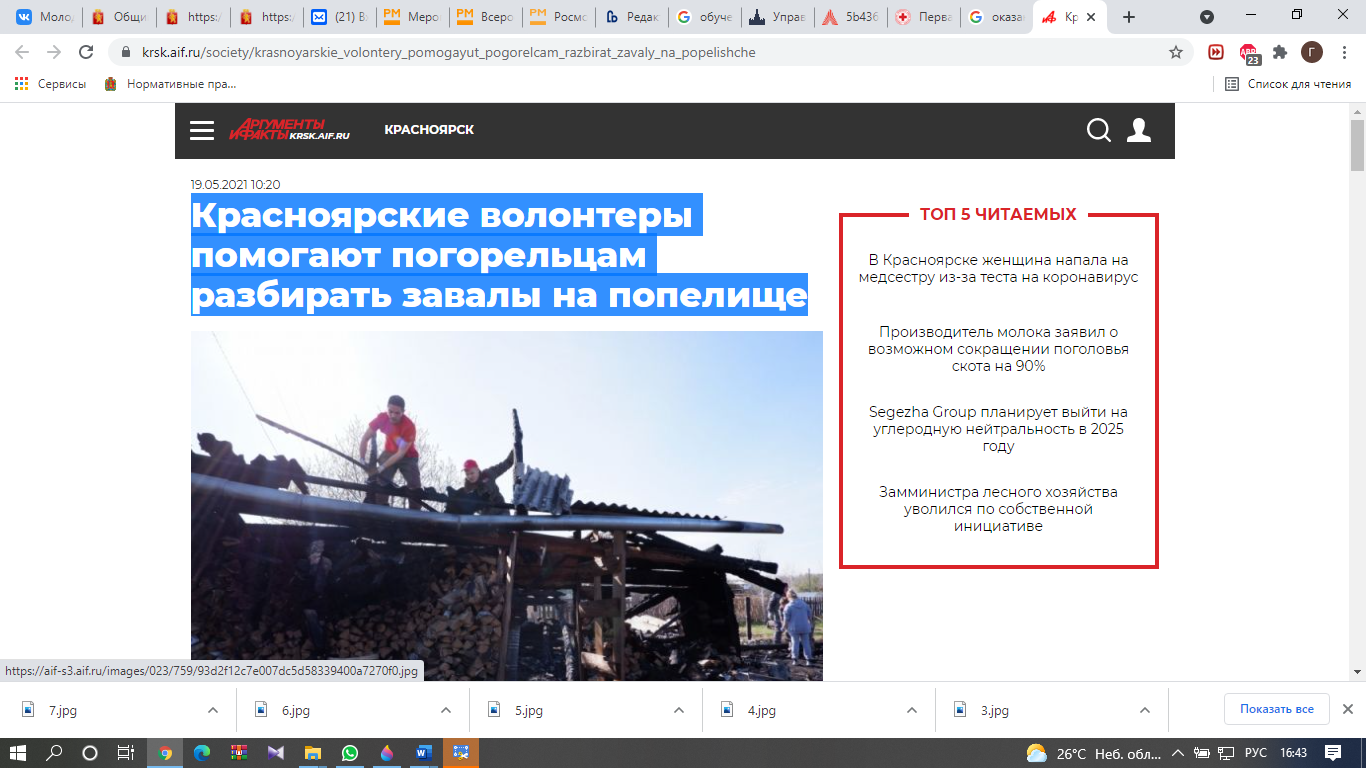 Моло
Общи
https:/
https:/
(21) В
Меро
Всеро
Росмо
Редак
обуче
Управ
5b436
Перва
оказа
Кр
krsk.aif.ru/society/krasnoyarskie_volontery_pomogayut_pogorelcam_razbirat_zavaly_na_popelishche
23
Г
Сервисы
Нормативные пра...
Список для чтения
АРГУМЕНТЫ
И ФАКТЫ KRSK.AIF.RU
КРАСНОЯРСК
19.05.2021 10:20
Красноярские волонтеры
помогают погорельцам
разбирать завалы на попелище
ТОП 5 ЧИТАЕМЫХ
В Красноярске женщина напала на
медсестру из-за теста на коронавирус
Производитель молока заявил о
возможном сокращении поголовья
скота на 90%
Segezha Group планирует выйти на
углеродную нейтральность в 2025
году
Замминистра лесного хозяйства
уволился по собственной
инициативе
https://aif-s3.aif.ru/images/023/759/93d2f12c7e007dc5d58339400a7270f0.jpg
7.jpg
6.jpg
5.jpg
4.jpg
3.jpg
Показать все
26°C Неб. обл...
РУС
16:43